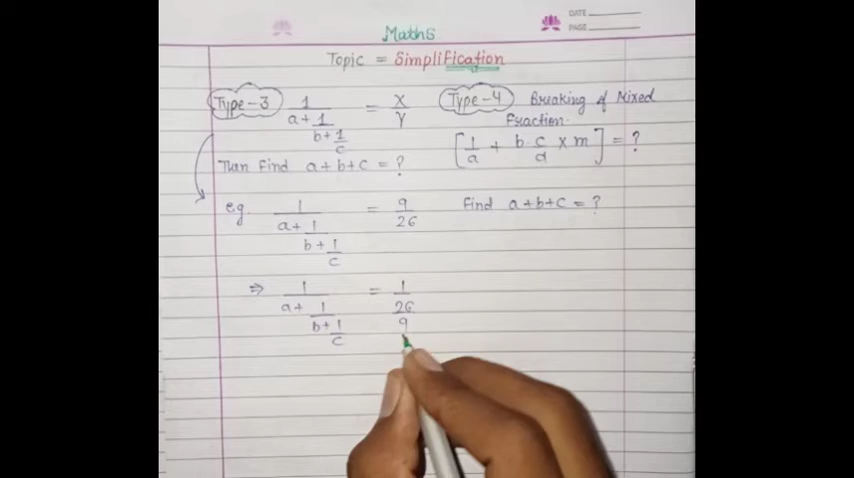 DATE
PAGE
Maths
Topic = Simplification
Type-3 1/(a+1/(b+1/c)) = X/Y
Than Find a+b+c = ?
eg. 1/(a+1/(b+1/c)) = 9/26
⇒ 1/(a+1/(b+1/c)) = 1/(26/9)
Type-4 Breaking of Mixed
Fraction.
[1/a + b c/d × m] = ?
Find a+b+c = ?